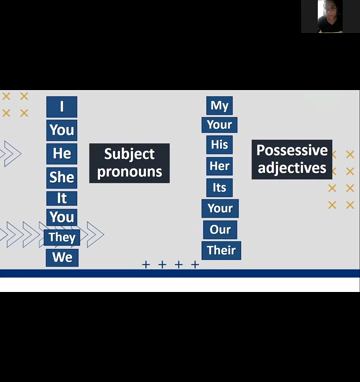 I
You
He
She
It
You
They
We
Subject
pronouns
My
Your
His
Her
Its
Your
Our
Their
Possessive
adjectives